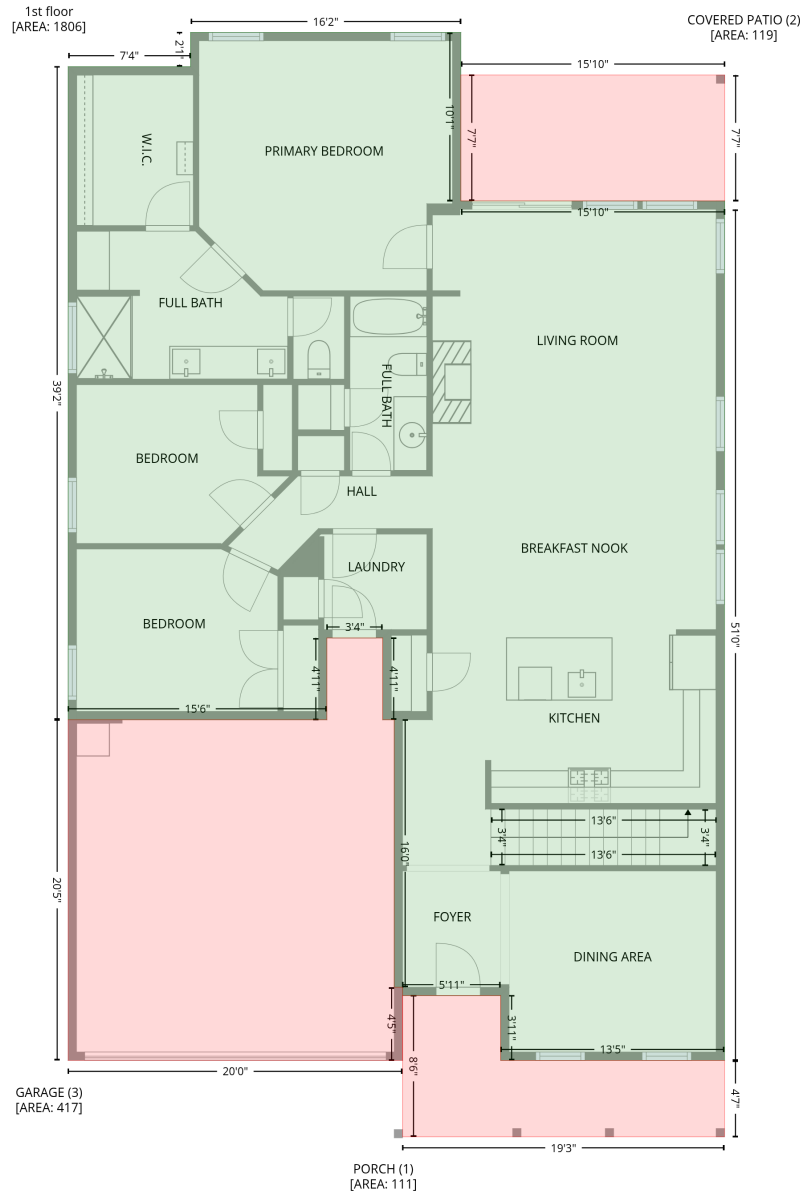 1st floor
[AREA: 1806]
16'2"
COVERED PATIO (2)
[AREA: 119]
7'4"
2'1"
15'10"
10'1"
7'7"
7'7"
W.I.C.
PRIMARY BEDROOM
15'10"
FULL BATH
LIVING ROOM
39'2"
FULL BATH
BEDROOM
HALL
BREAKFAST NOOK
LAUNDRY
BEDROOM
3'4"
51'0"
4'11"
4'11"
15'6"
KITCHEN
13'6"
3'4"
3'4"
16'0"
13'6"
20'5"
FOYER
DINING AREA
5'11"
4'5"
3'11"
13'5"
8'6"
20'0"
4'7"
GARAGE (3)
[AREA: 417]
19'3"
PORCH (1)
[AREA: 111]